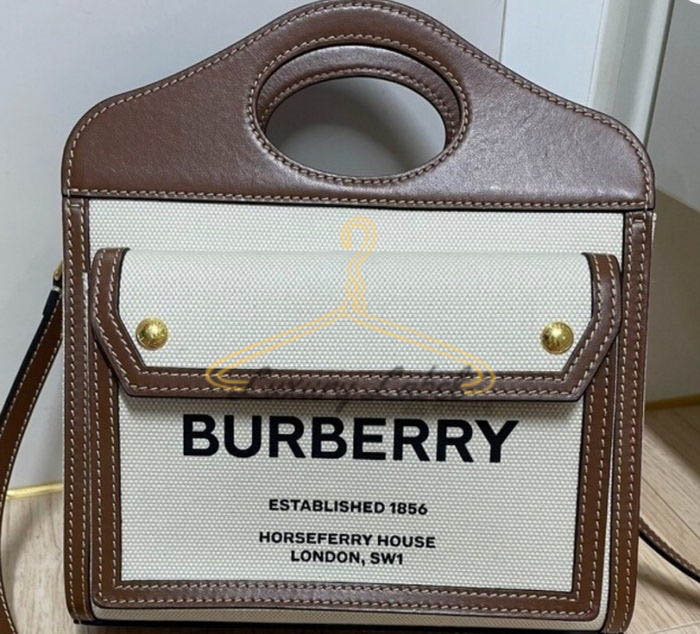 BURBERRY
ESTABLISHED 1856
HORSEFERRY HOUSE
LONDON, SW1